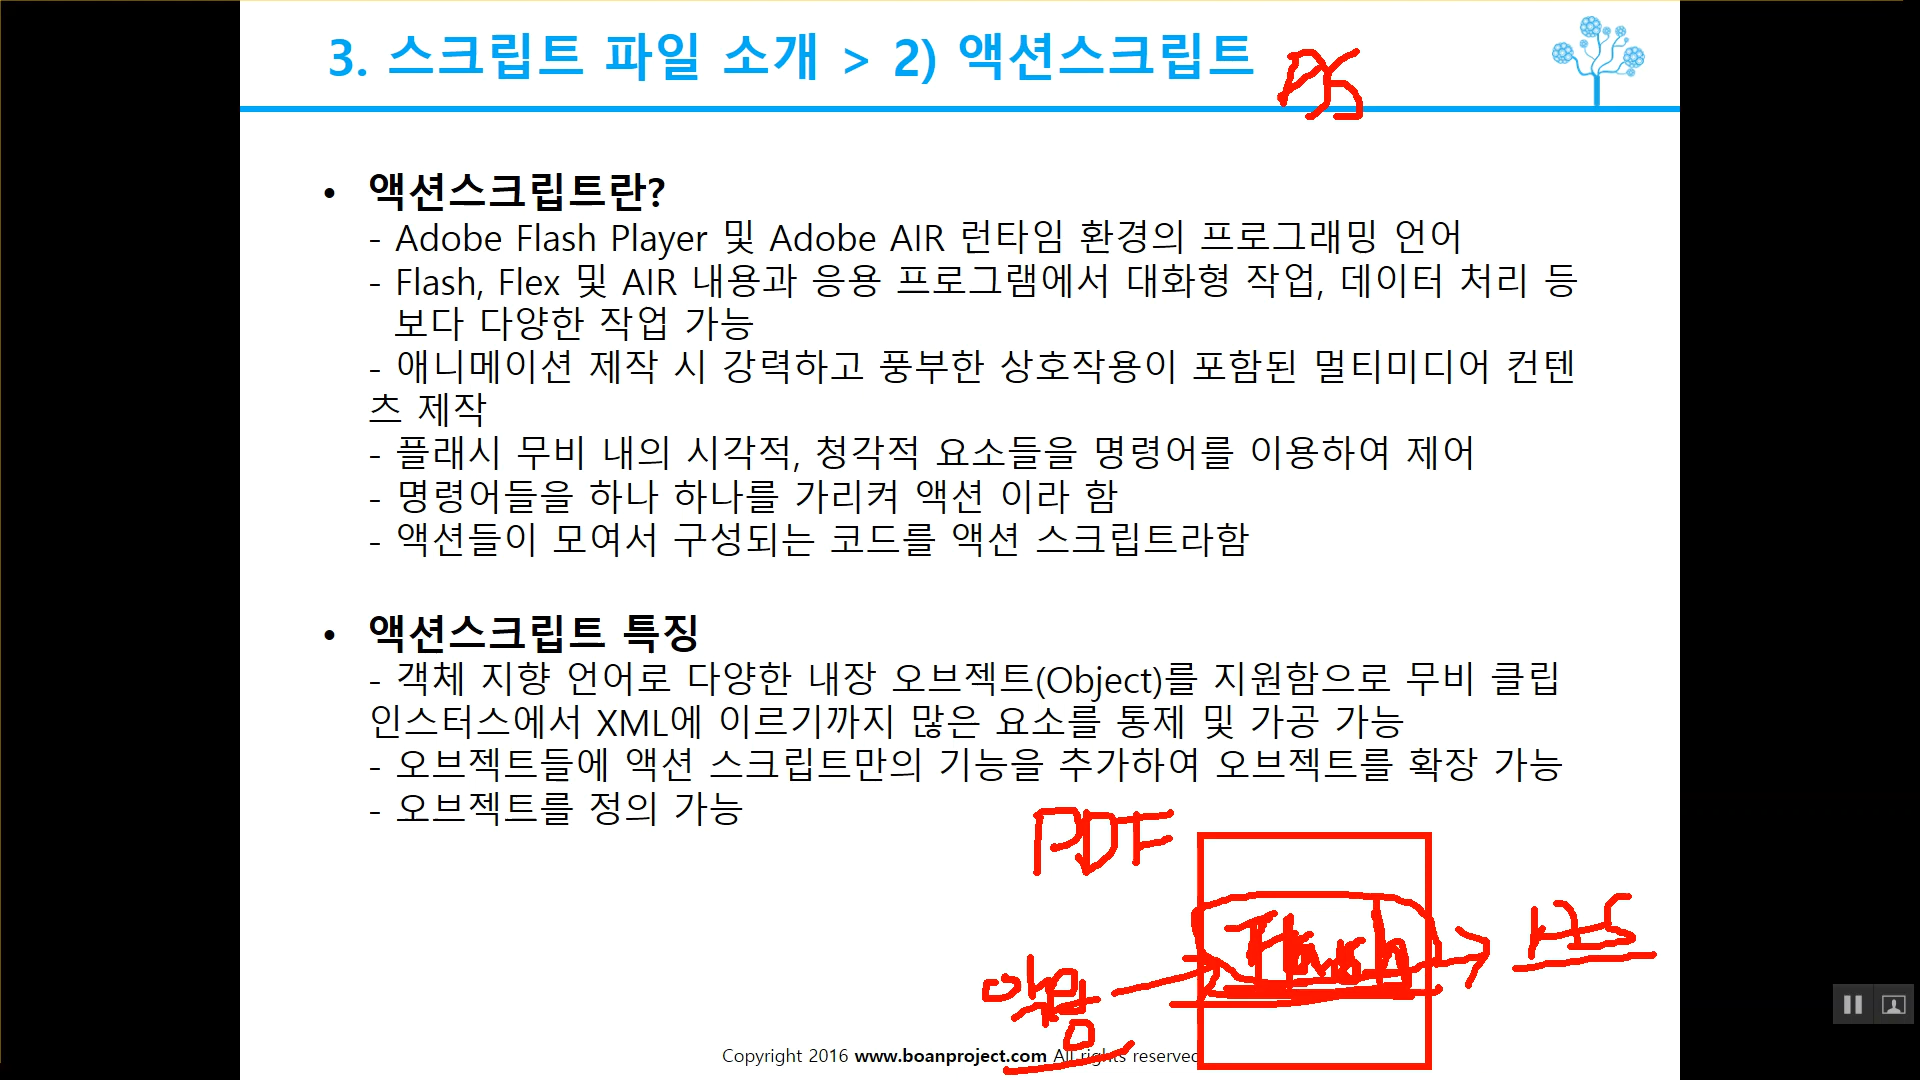 3. 스크립트 파일 소개 > 2) 액션스크립트
AS
• 액션스크립트란?
- Adobe Flash Player 및 Adobe AIR 런타임 환경의 프로그래밍 언어
- Flash, Flex 및 AIR 내용과 응용 프로그램에서 대화형 작업, 데이터 처리 등
보다 다양한 작업 가능
- 애니메이션 제작 시 강력하고 풍부한 상호작용이 포함된 멀티미디어 컨텐
츠 제작
- 플래시 무비 내의 시각적, 청각적 요소들을 명령어를 이용하여 제어
- 명령어들을 하나 하나를 가리켜 액션 이라 함
- 액션들이 모여서 구성되는 코드를 액션 스크립트라함
• 액션스크립트 특징
- 객체 지향 언어로 다양한 내장 오브젝트(Object)를 지원함으로 무비 클립
인스터스에서 XML에 이르기까지 많은 요소를 통제 및 가공 가능
- 오브젝트들에 액션 스크립트만의 기능을 추가하여 오브젝트를 확장 가능
- 오브젝트를 정의 가능
PDF
Flash
악용
Copyright 2016 www.boanproject.com All rights reserved